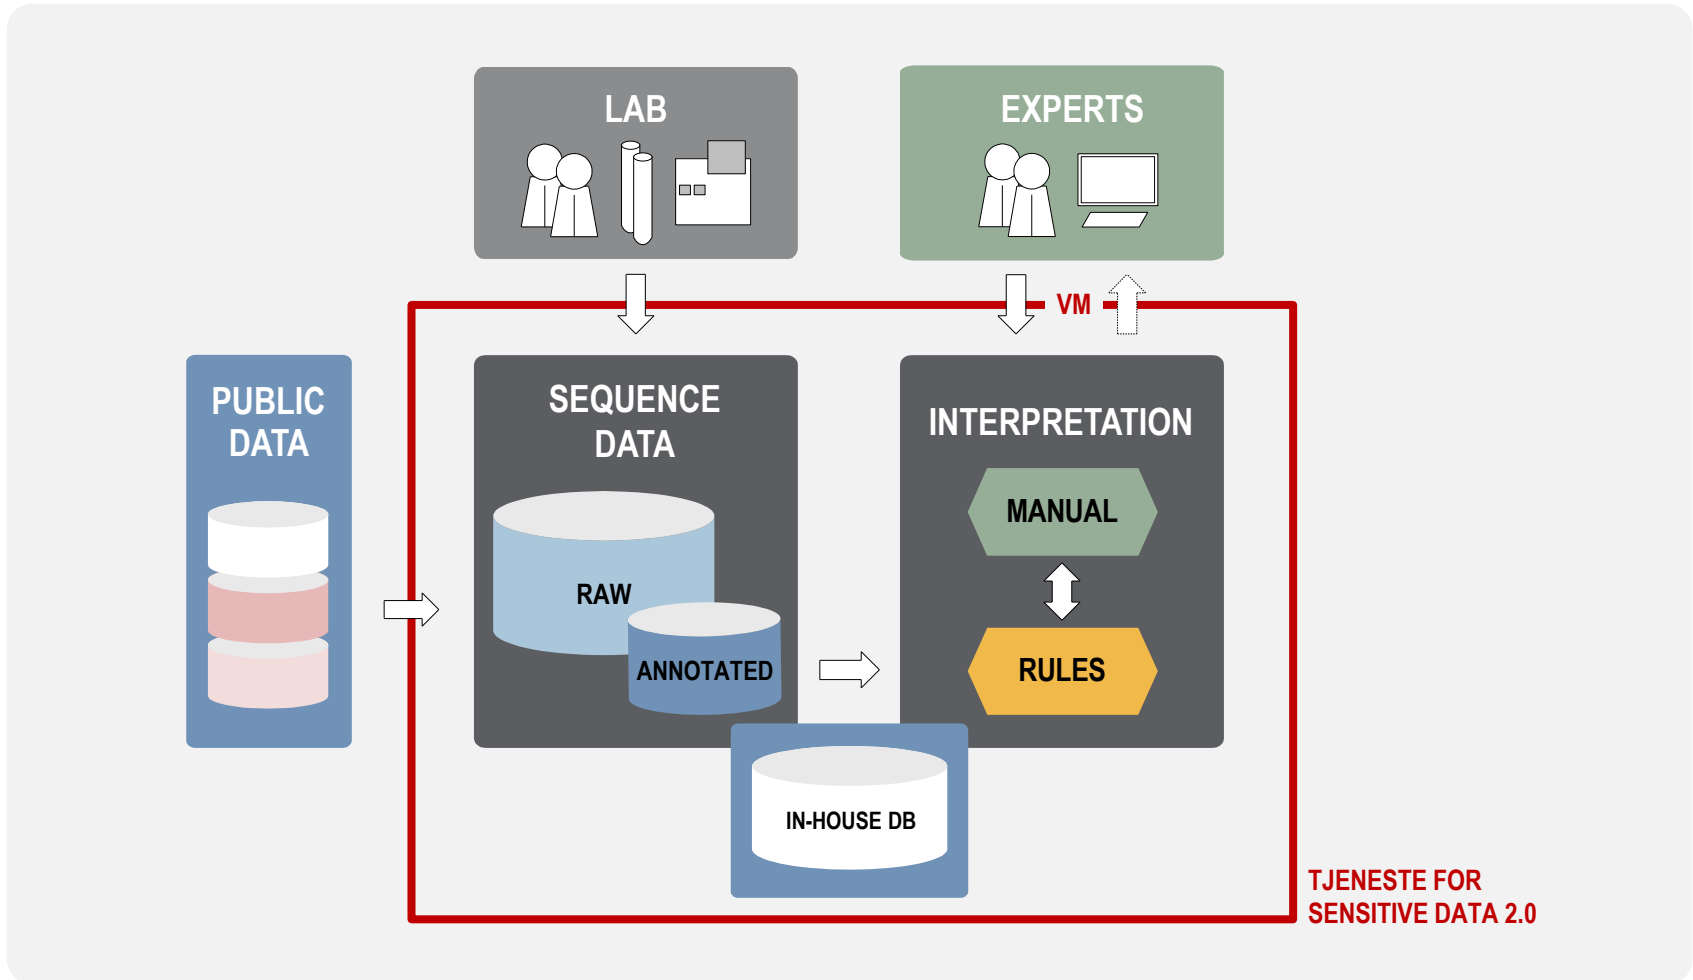 LAB
EXPERTS
VM
PUBLIC
DATA
SEQUENCE
DATA
INTERPRETATION
MANUAL
RAW
ANNOTATED
RULES
IN-HOUSE DB
TJENESTE FOR
SENSITIVE DATA 2.0